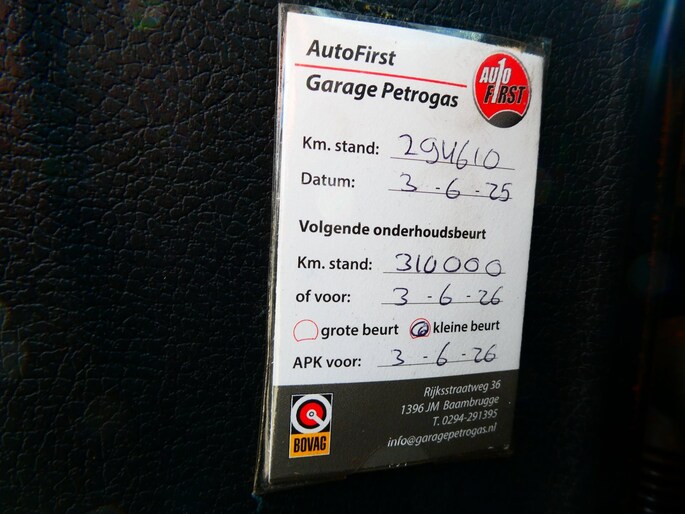 AutoFirst
Garage Petrogas
AUTO
FIRST
Km. stand: 294610
Datum: 3-6-25
Volgende onderhoudsbeurt
Km. stand: 310000
of voor: 3-6-26
grote beurt kleine beurt
APK voor: 3-6-26
Rijksstraatweg 36
1396 JM Baambrugge
T. 0294-291395
info@garagepetrogas.nl
BOVAG